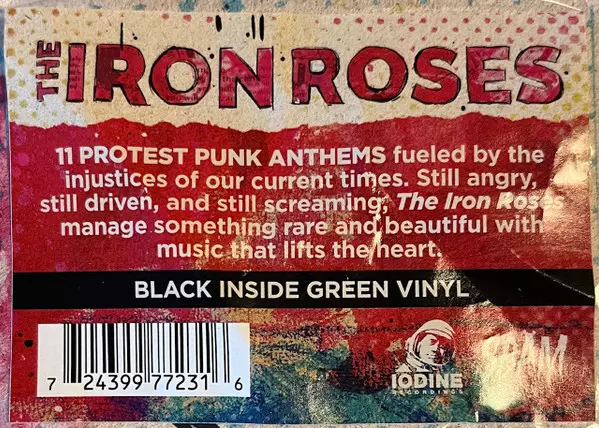 THE IRON ROSES
11 PROTEST PUNK ANTHEMS fueled by the
injustices of our current times. Still angry,
still driven, and still screaming, The Iron Roses
manage something rare and beautiful with
music that lifts the heart.
BLACK INSIDE GREEN VINYL
7 24399 77231 6
IODINE
RECORDINGS